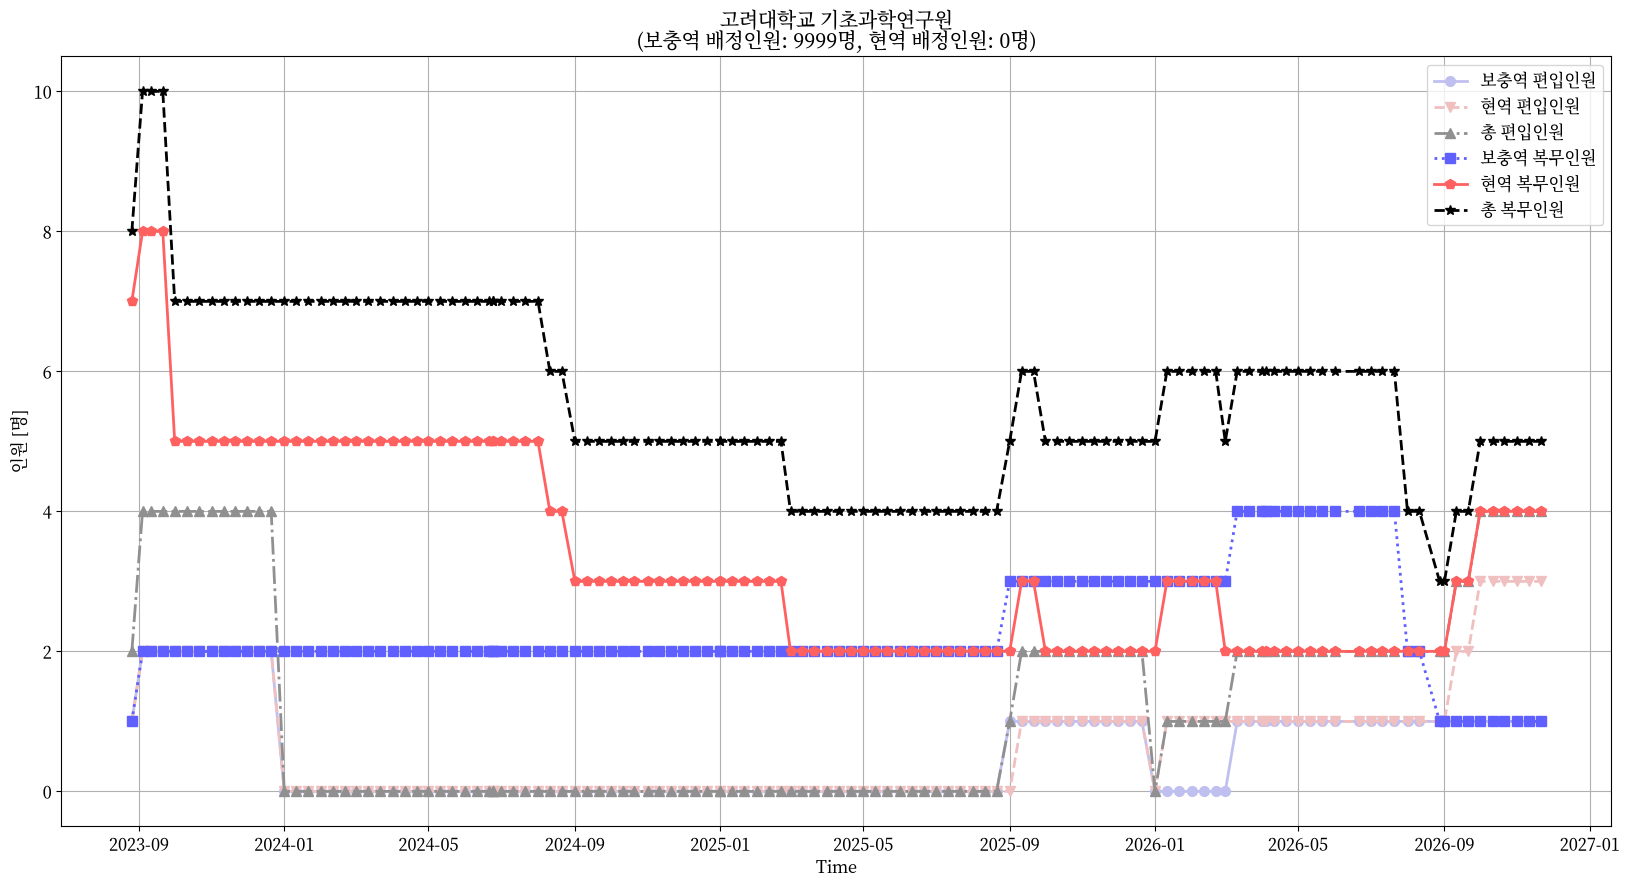 고려대학교 기초과학연구원
(보충역 배정인원: 9999명, 현역 배정인원: 0명)
보충역 편입인원
현역 편입인원
총 편입인원
보충역 복무인원
현역 복무인원
총 복무인원
인원 [명]
10
8
6
4
2
0
2023-09
2024-01
2024-05
2024-09
2025-01
2025-05
2025-09
2026-01
2026-05
2026-09
2027-01
Time